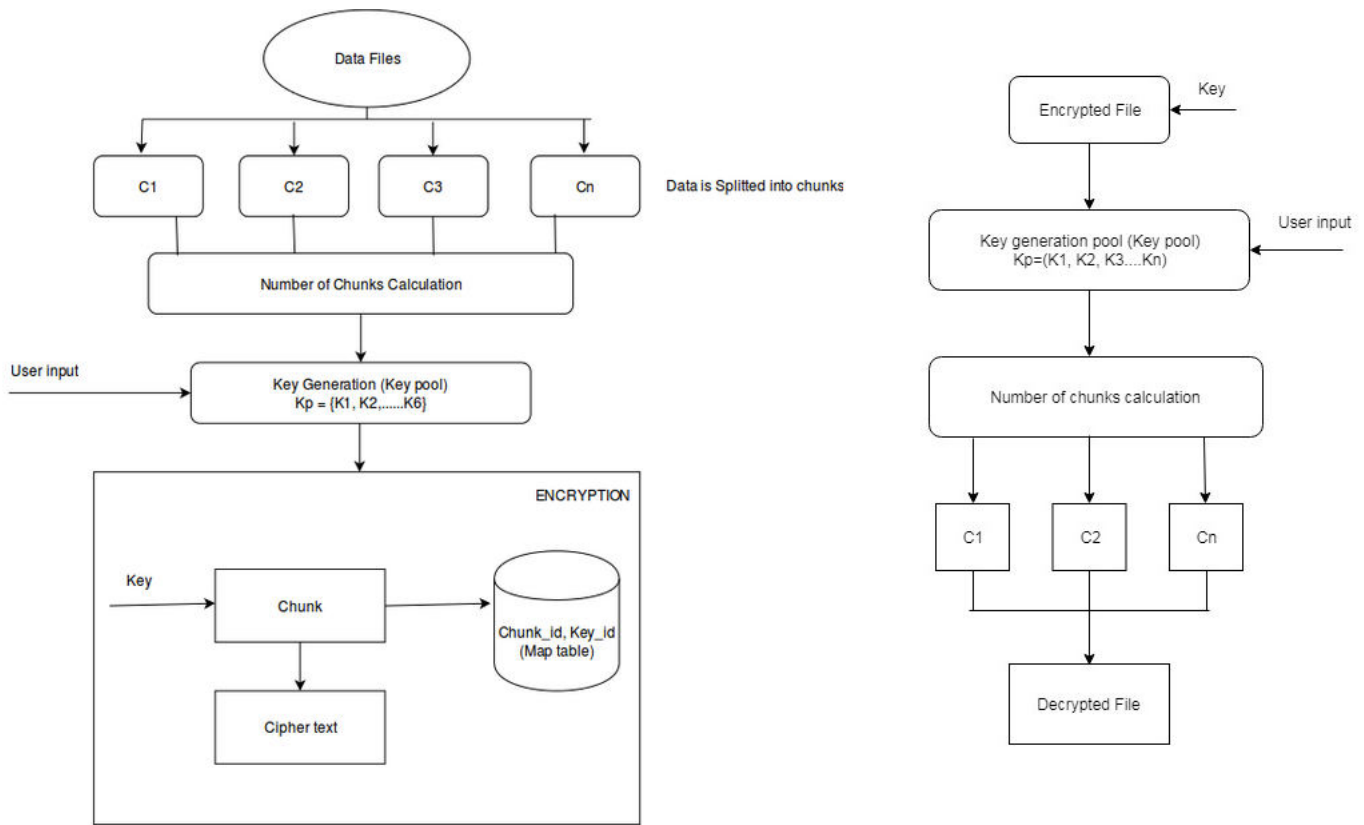 Data Files
C1
C2
C3
Cn
Data is Splitted into chunks
Number of Chunks Calculation
User input
Key Generation (Key pool)
Kp = {K1, K2,......K6}
ENCRYPTION
Key
Chunk
Chunk_id, Key_id
(Map table)
Cipher text
Key
Encrypted File
User input
Key generation pool (Key pool)
Kp=(K1, K2, K3....Kn)
Number of chunks calculation
C1
C2
Cn
Decrypted File